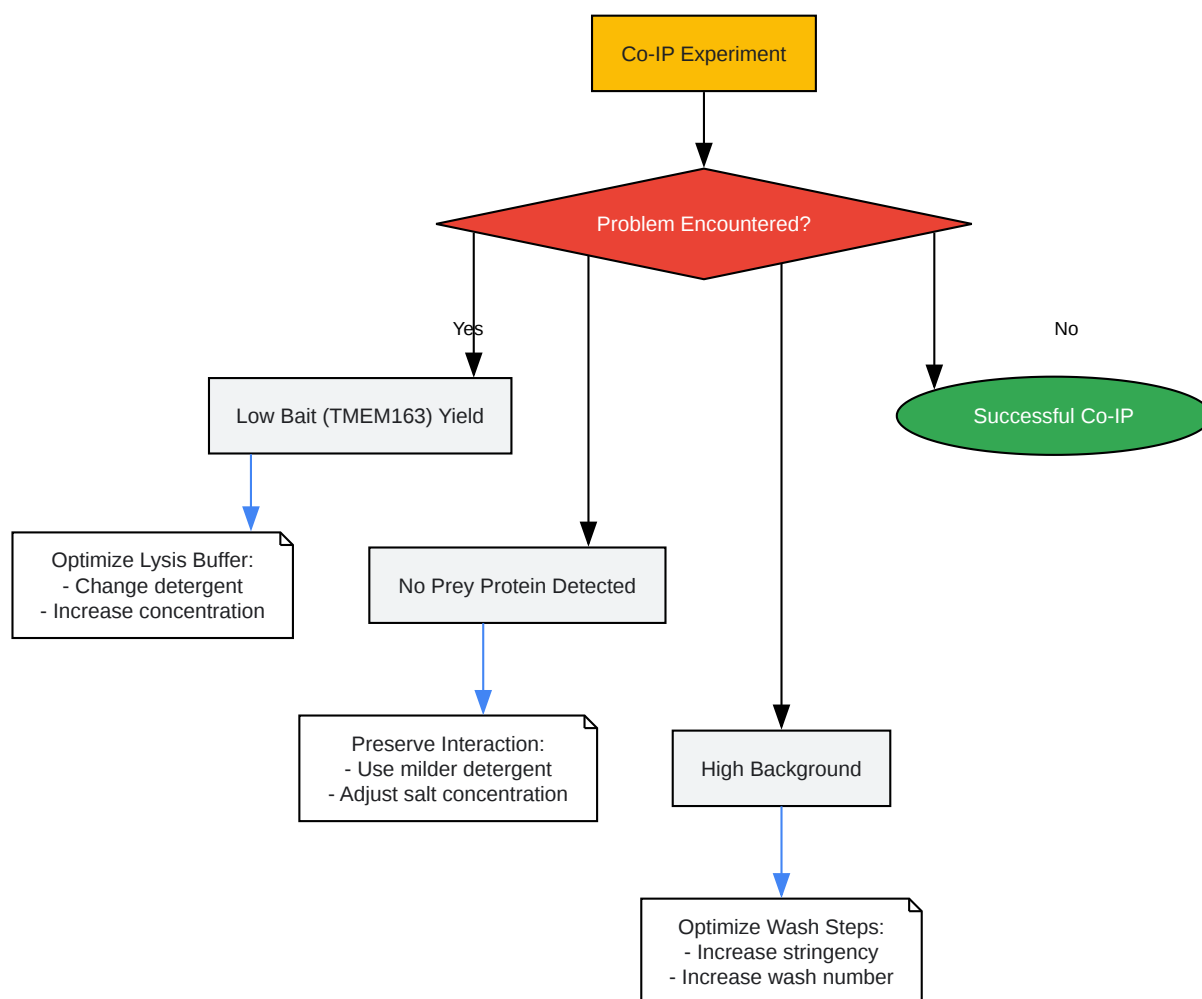 Co-IP Experiment
Problem Encountered?
Yes
No
Low Bait (TMEM163) Yield
Successful Co-IP
Optimize Lysis Buffer:
- Change detergent
- Increase concentration
No Prey Protein Detected
Preserve Interaction:
- Use milder detergent
- Adjust salt concentration
High Background
Optimize Wash Steps:
- Increase stringency
- Increase wash number